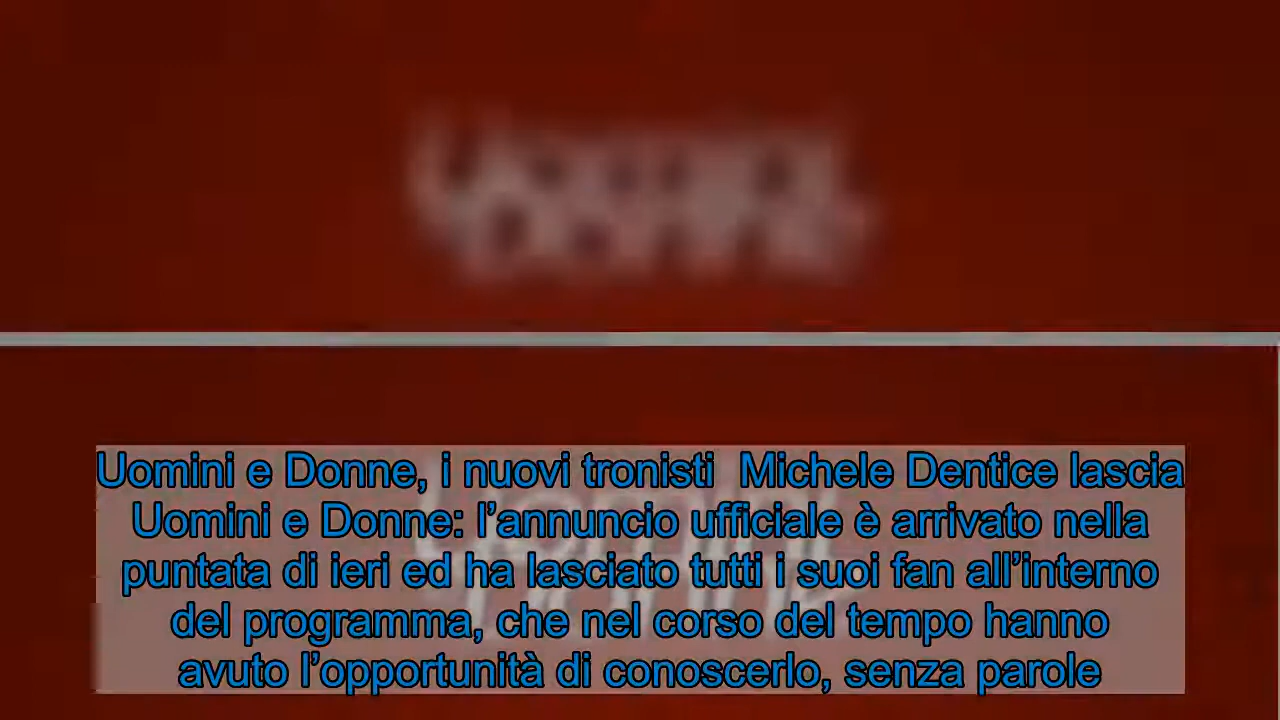 Uomini
Donne
Uomini e Donne, i nuovi tronisti  Michele Dentice lascia
Uomini e Donne: l’annuncio ufficiale è arrivato nella
puntata di ieri ed ha lasciato tutti i suoi fan all’interno
del programma, che nel corso del tempo hanno
avuto l’opportunità di conoscerlo, senza parole